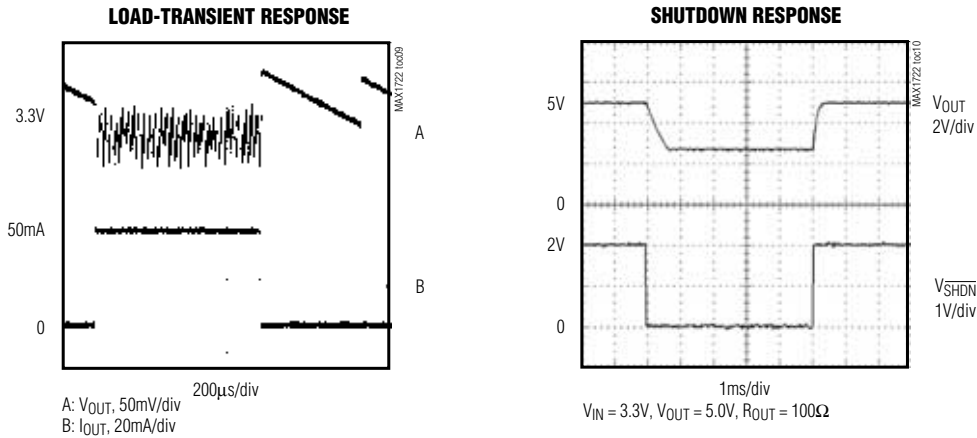 LOAD-TRANSIENT RESPONSE
MAX1722 toc09
3.3V
A
50mA
B
0
200μs/div
A: VOUT, 50mV/div
B: IOUT, 20mA/div
SHUTDOWN RESPONSE
MAX1722 toc10
5V
VOUT
2V/div
0
2V
VSHDN
1V/div
0
1ms/div
VIN = 3.3V, VOUT = 5.0V, ROUT = 100Ω